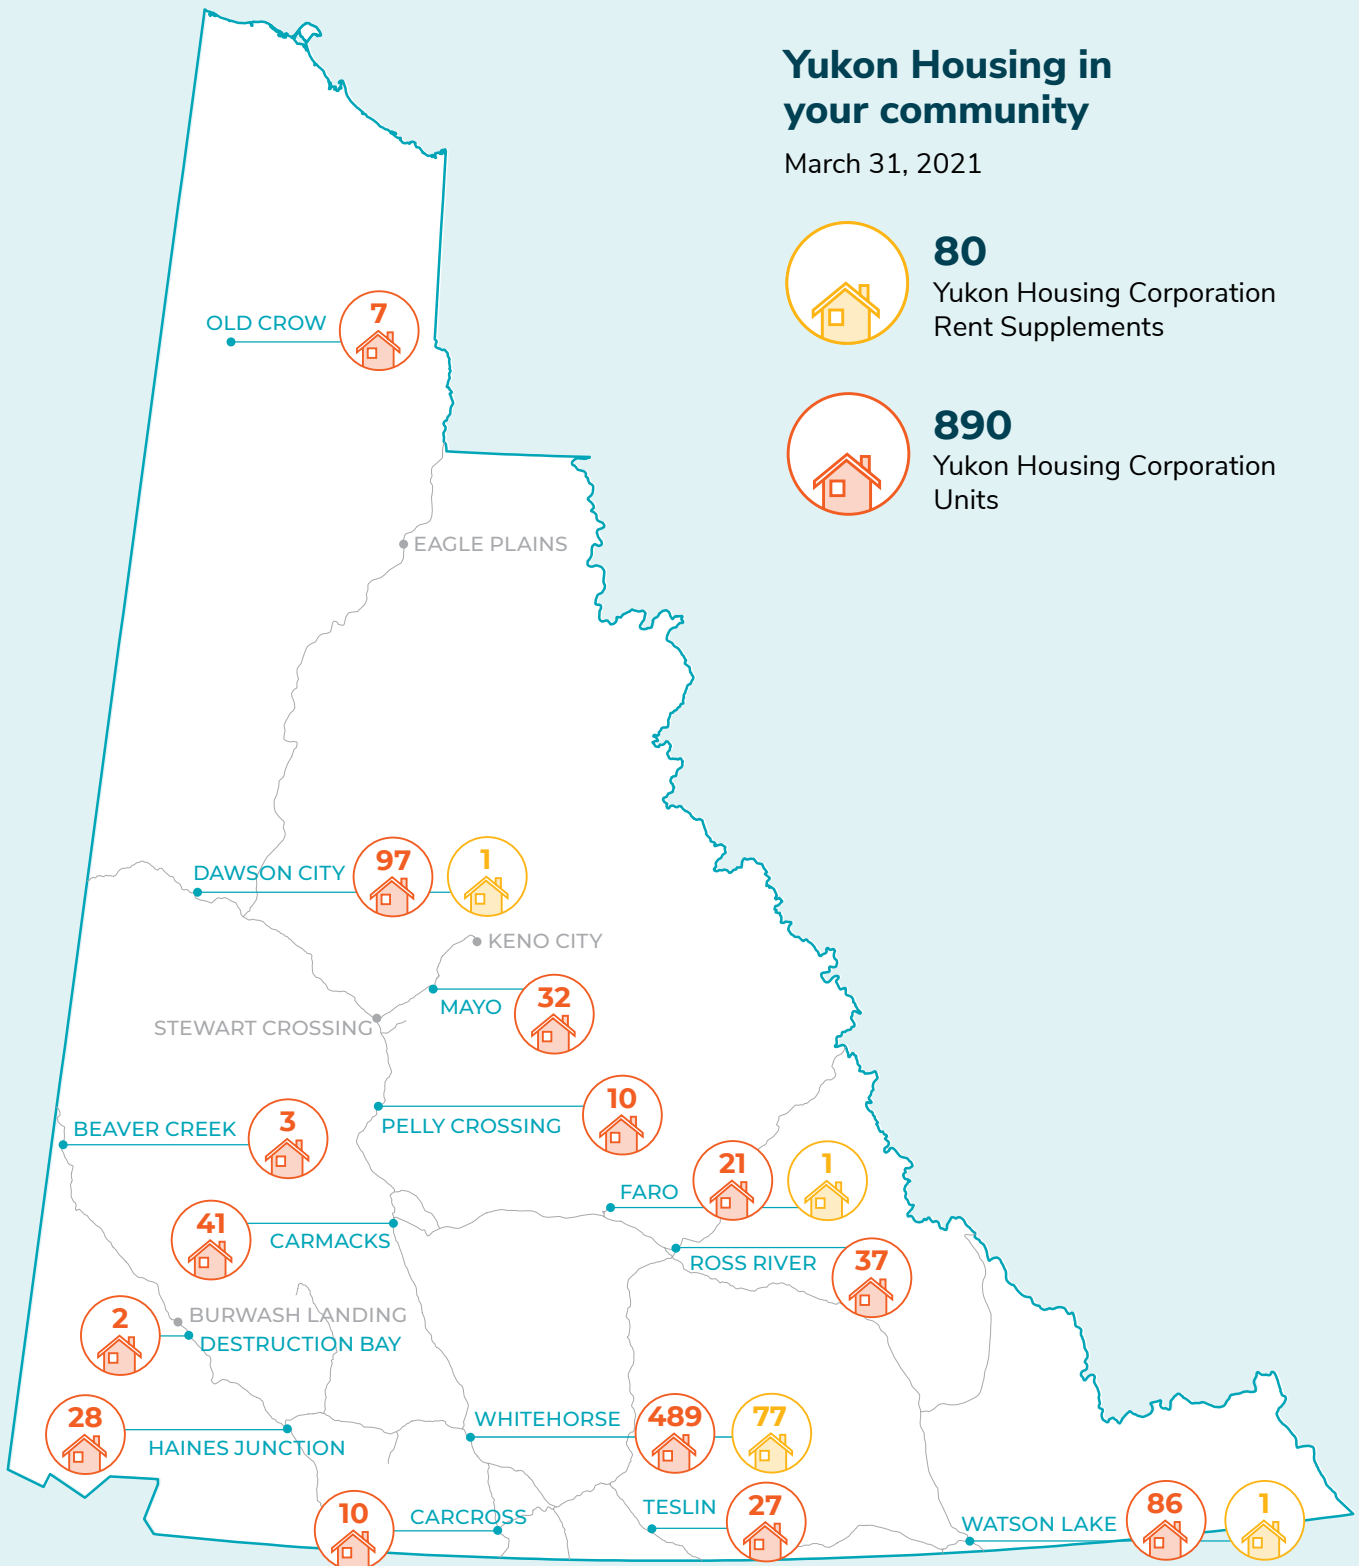 Yukon Housing in
your community
March 31, 2021
80
Yukon Housing Corporation
Rent Supplements
890
Yukon Housing Corporation
Units
OLD CROW
7
EAGLE PLAINS
DAWSON CITY
97
1
KENO CITY
MAYO
32
STEWART CROSSING
PELLY CROSSING
10
BEAVER CREEK
3
FARO
21
1
CARMACKS
41
ROSS RIVER
37
BURWASH LANDING
2
DESTRUCTION BAY
28
HAINES JUNCTION
WHITEHORSE
489
77
10
CARCROSS
TESLIN
27
WATSON LAKE
86
1